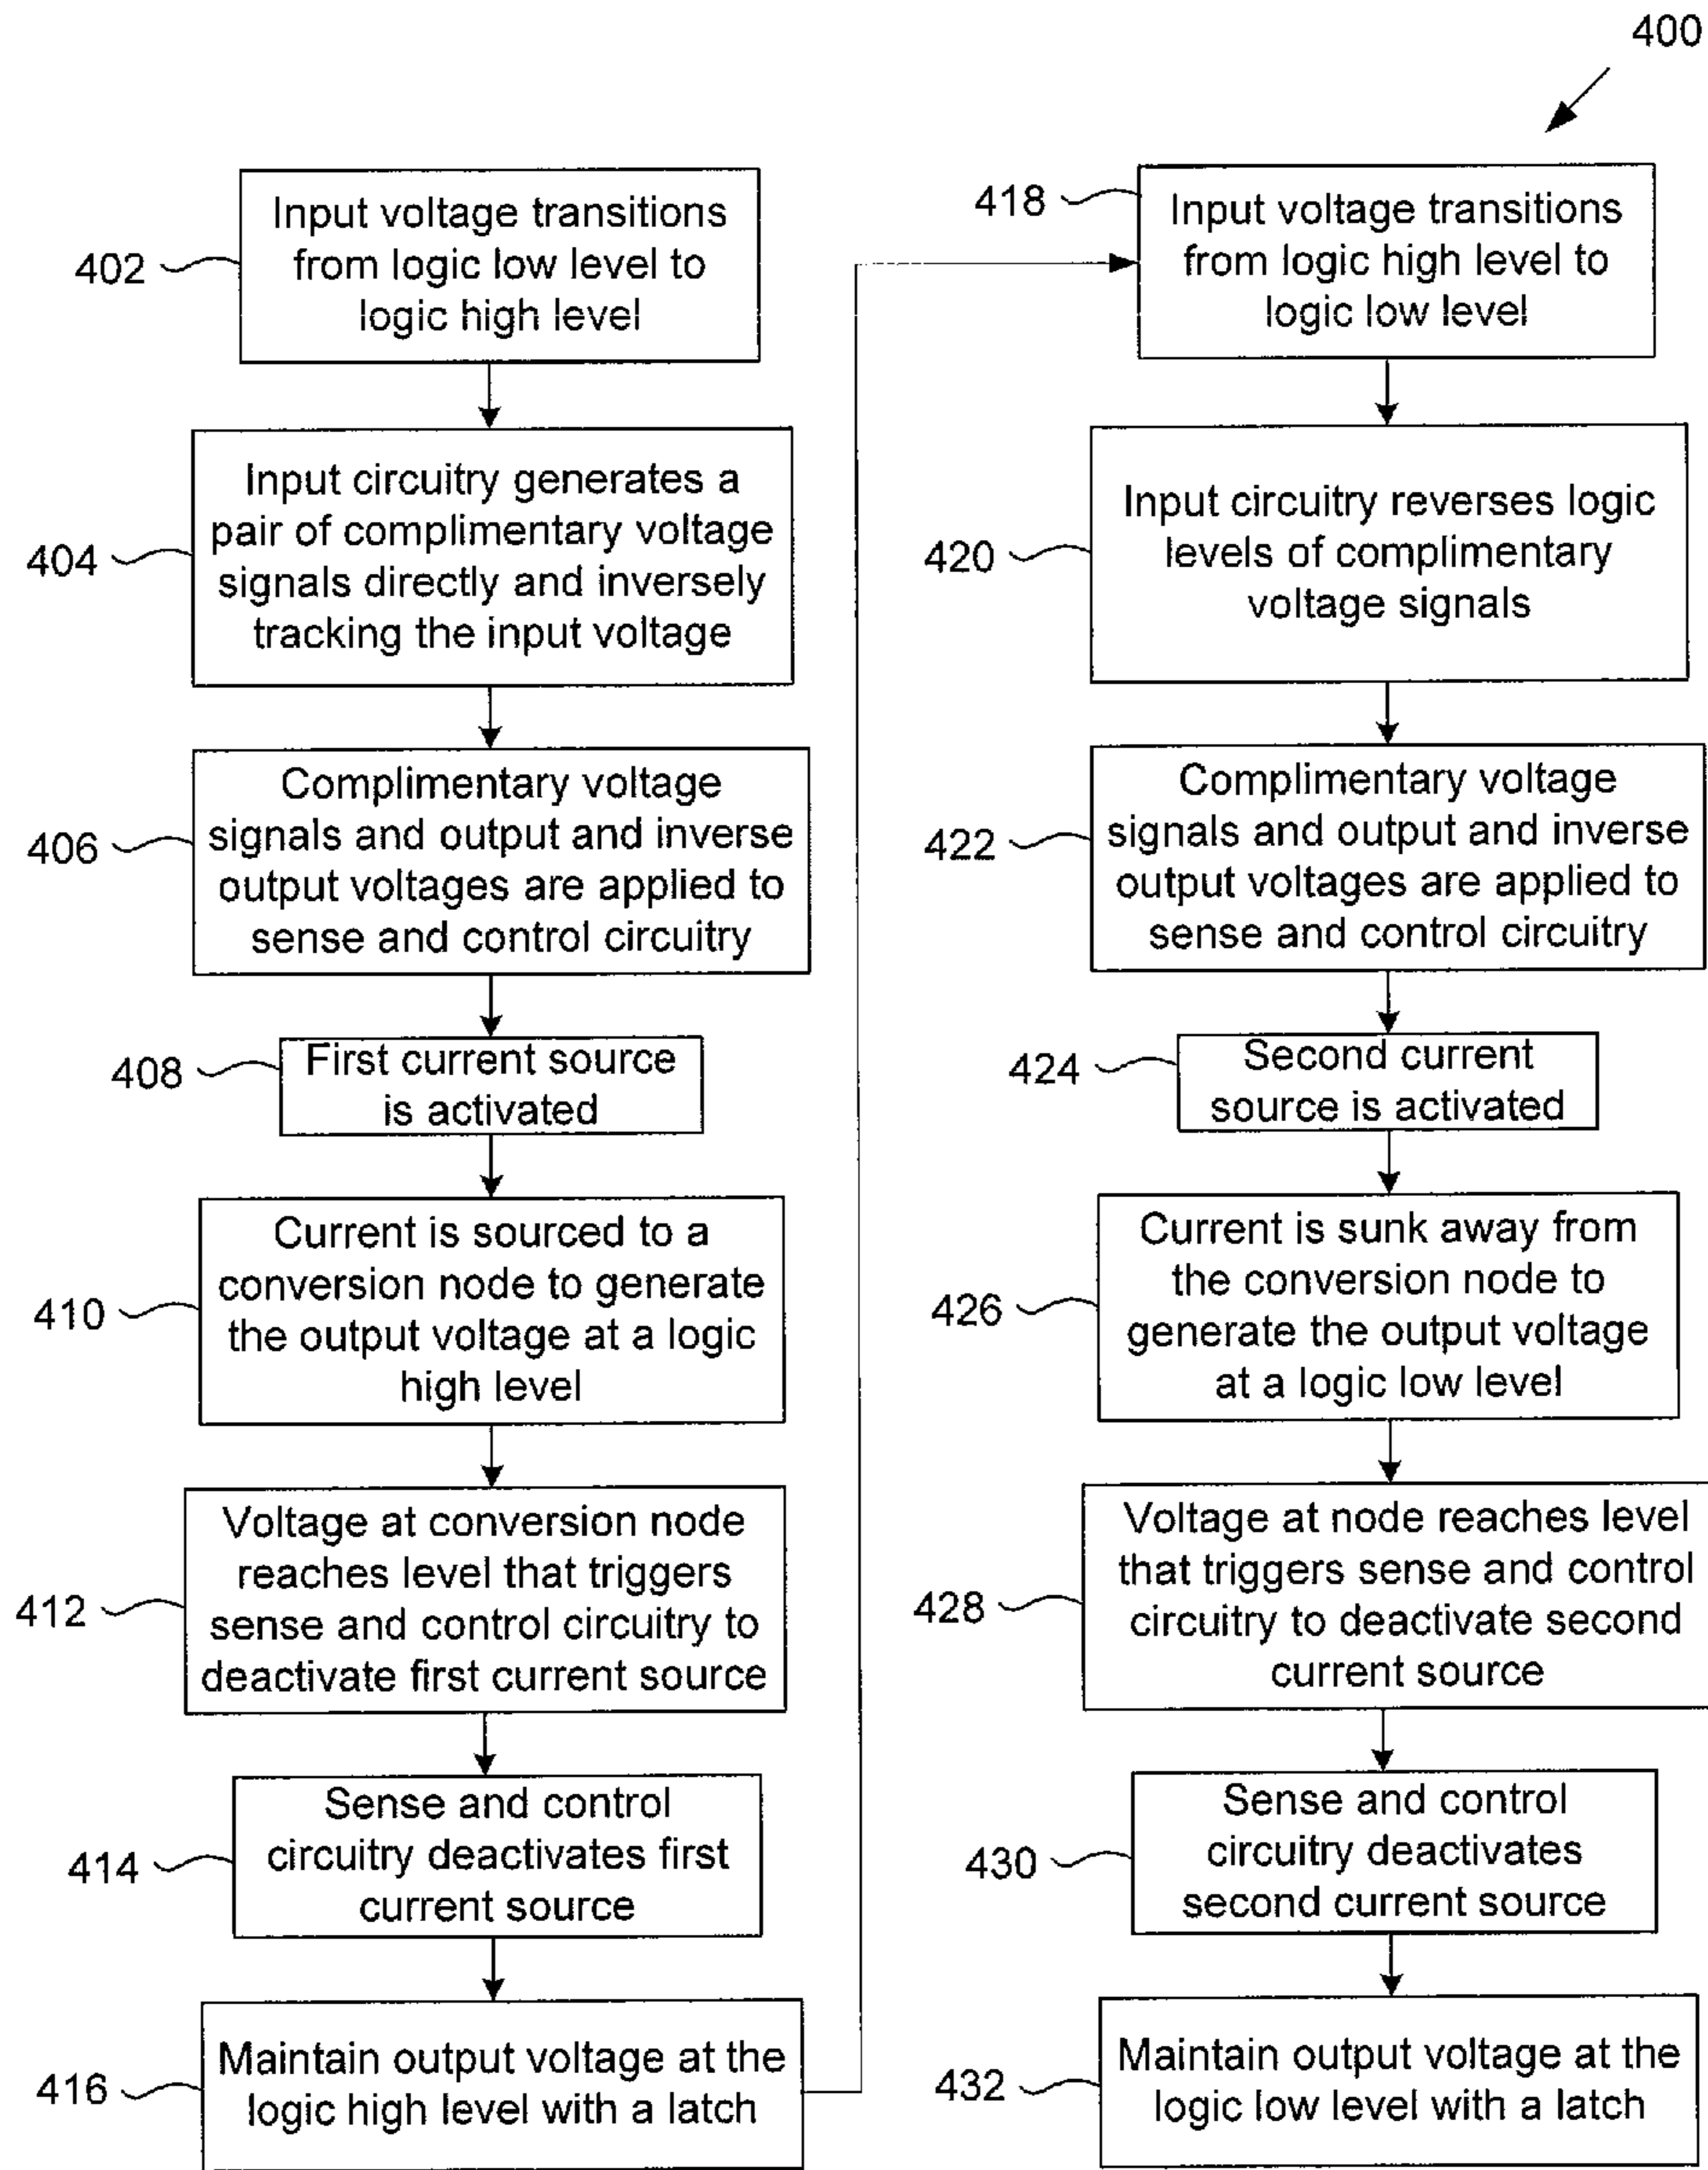 400
402
Input voltage transitions
from logic low level to
logic high level
404
Input circuitry generates a
pair of complimentary voltage
signals directly and inversely
tracking the input voltage
406
Complimentary voltage
signals and output and inverse
output voltages are applied to
sense and control circuitry
408
First current source
is activated
410
Current is sourced to a
conversion node to generate
the output voltage at a logic
high level
412
Voltage at conversion node
reaches level that triggers
sense and control circuitry to
deactivate first current source
414
Sense and control
circuitry deactivates first
current source
416
Maintain output voltage at the
logic high level with a latch
418
Input voltage transitions
from logic high level to
logic low level
420
Input circuitry reverses logic
levels of complimentary
voltage signals
422
Complimentary voltage
signals and output and inverse
output voltages are applied to
sense and control circuitry
424
Second current
source is activated
426
Current is sunk away from
the conversion node to
generate the output voltage
at a logic low level
428
Voltage at node reaches level
that triggers sense and control
circuitry to deactivate second
current source
430
Sense and control
circuitry deactivates
second current source
432
Maintain output voltage at the
logic low level with a latch